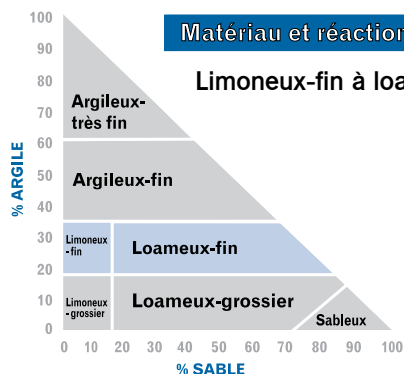 Matériau et réaction
Limoneux-fin à loa
100
90
80
70
60
50
40
30
20
10
0
% ARGILE
Argileux-
très fin
Argileux-fin
Limoneux
-fin
Loameux-fin
Limoneux
-grossier
Loameux-grossier
Sableux
0 10 20 30 40 50 60 70 80 90 100
% SABLE